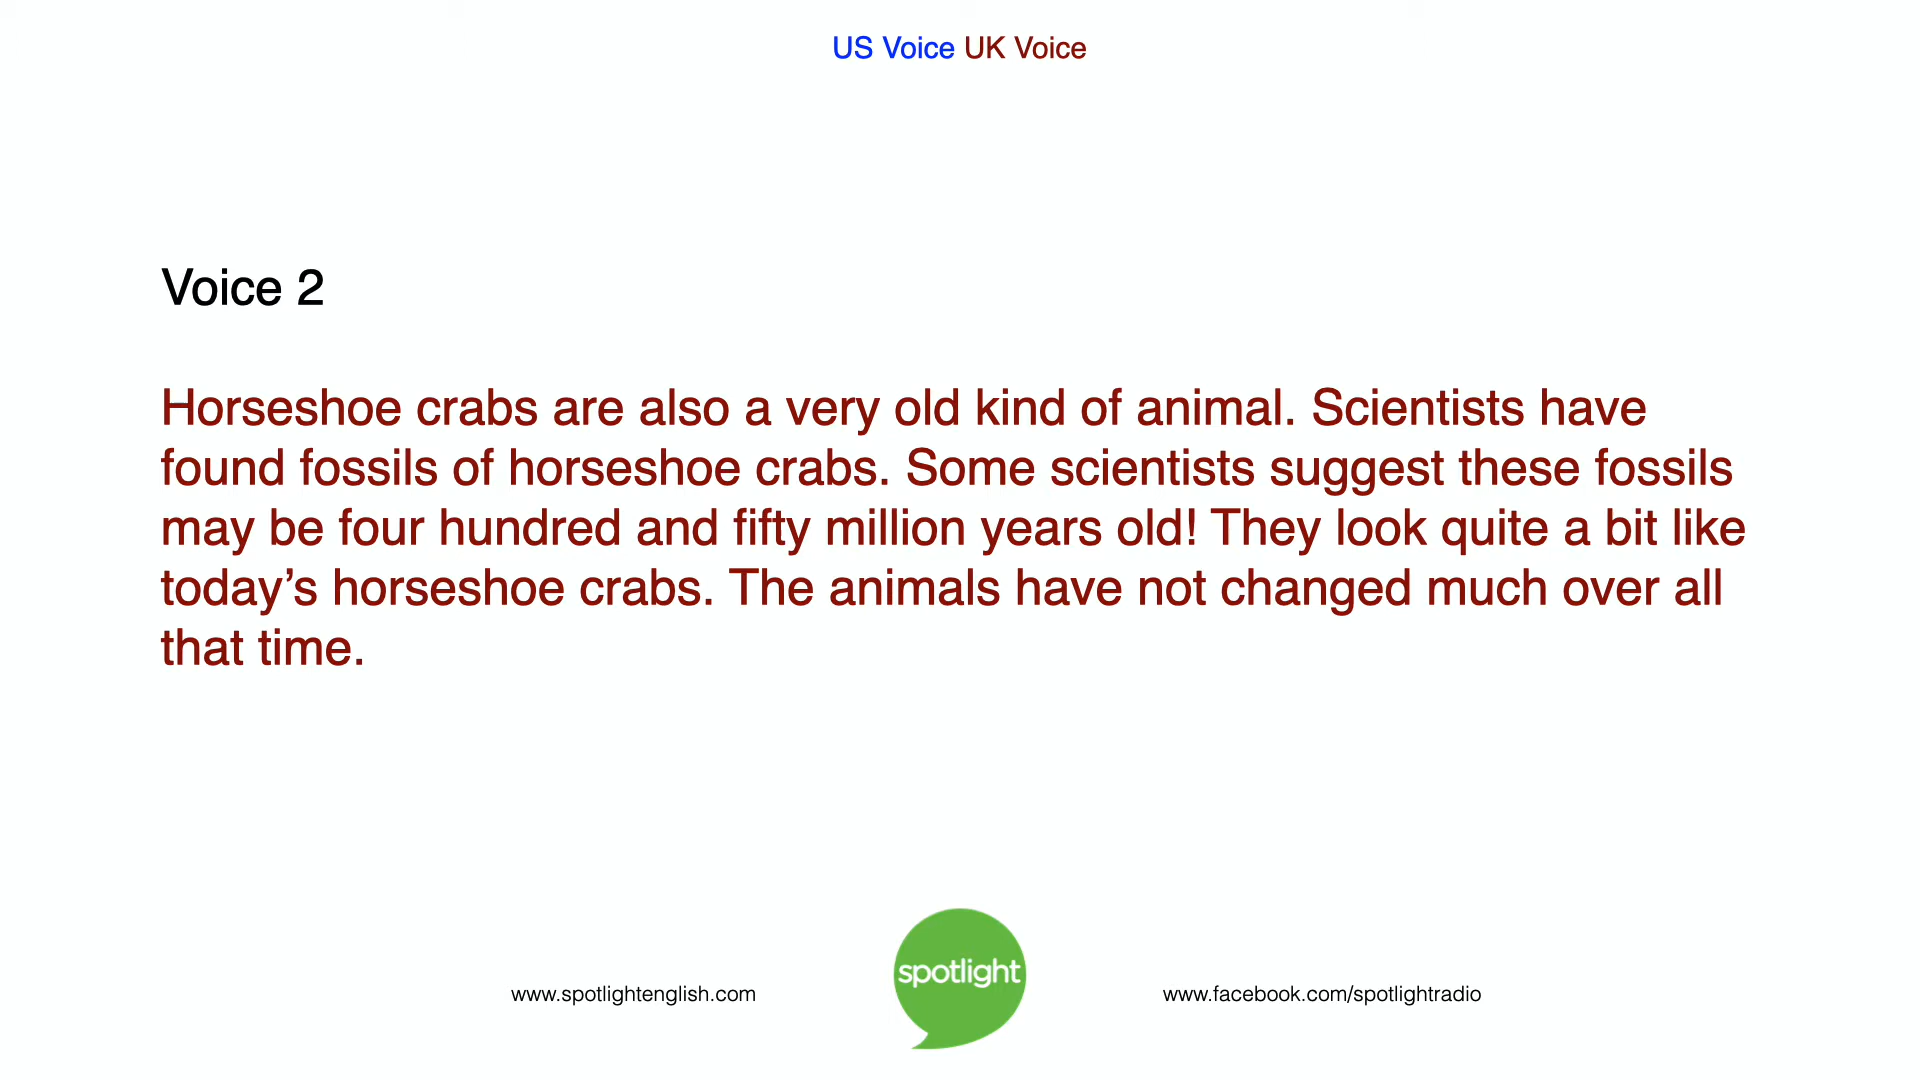 US Voice UK Voice
Voice 2
Horseshoe crabs are also a very old kind of animal. Scientists have
found fossils of horseshoe crabs. Some scientists suggest these fossils
may be four hundred and fifty million years old! They look quite a bit like
today’s horseshoe crabs. The animals have not changed much over all
that time.
spotlight
www.spotlightenglish.com
www.facebook.com/spotlightradio